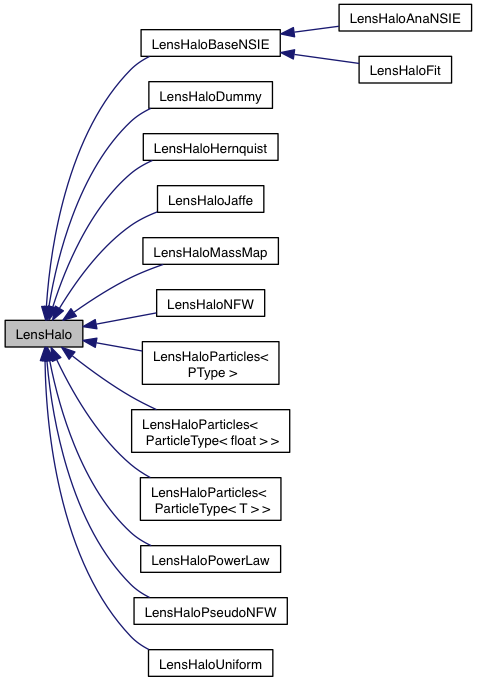 LensHaloAnaNSIE
LensHaloBaseNSIE
LensHaloFit
LensHaloDummy
LensHaloHernquist
LensHaloJaffe
LensHaloMassMap
LensHaloNFW
LensHalo
LensHaloParticles<
PType >
LensHaloParticles<
ParticleType< float > >
LensHaloParticles<
ParticleType< T > >
LensHaloPowerLaw
LensHaloPseudoNFW
LensHaloUniform